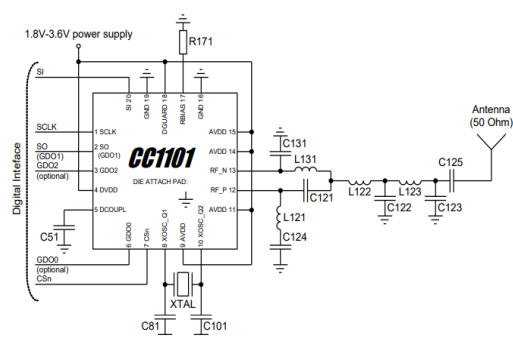 1.8V-3.6V power supply
R171
Antenna
(50 Ohm)
Digital Interface
SI
SCLK
SO
(GDO1)
GDO2
(optional)
GDO0
(optional)
CSn
SI 20
GND 19
DGUARD 18
RBIAS 17
GND 16
1 SCLK
2 SO
(GDO1)
3 GDO2
4 DVDD
5 DCOUPL
CC1101
DIE ATTACH PAD:
AVDD 15
AVDD 14
RF_N 13
RF_P 12
AVDD 11
6 GDO0
7 CSn
8 XOSC_Q1
9 AVDD
10 XOSC_Q2
C131
L131
C121
L121
C124
L122
C122
L123
C123
C125
C51
XTAL
C81
C101